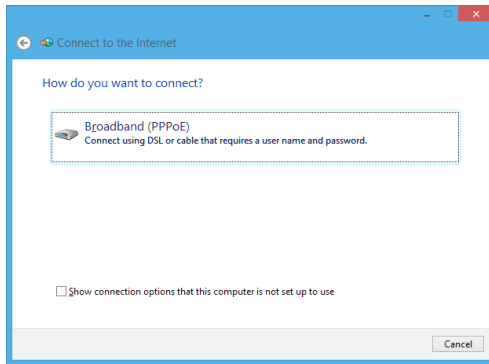 Connect to the Internet
How do you want to connect?
Broadband (PPPoE)
Connect using DSL or cable that requires a user name and password.
Show connection options that this computer is not set up to use
Cancel